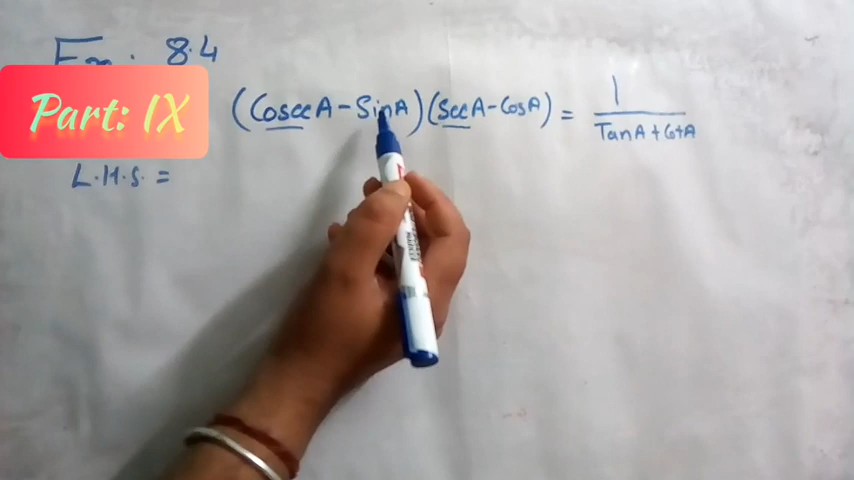 Ex. 8.4
Part: IX
(CosecA - SinA)(SecA - CosA) = 1 / TanA + CotA
L.H.S. =